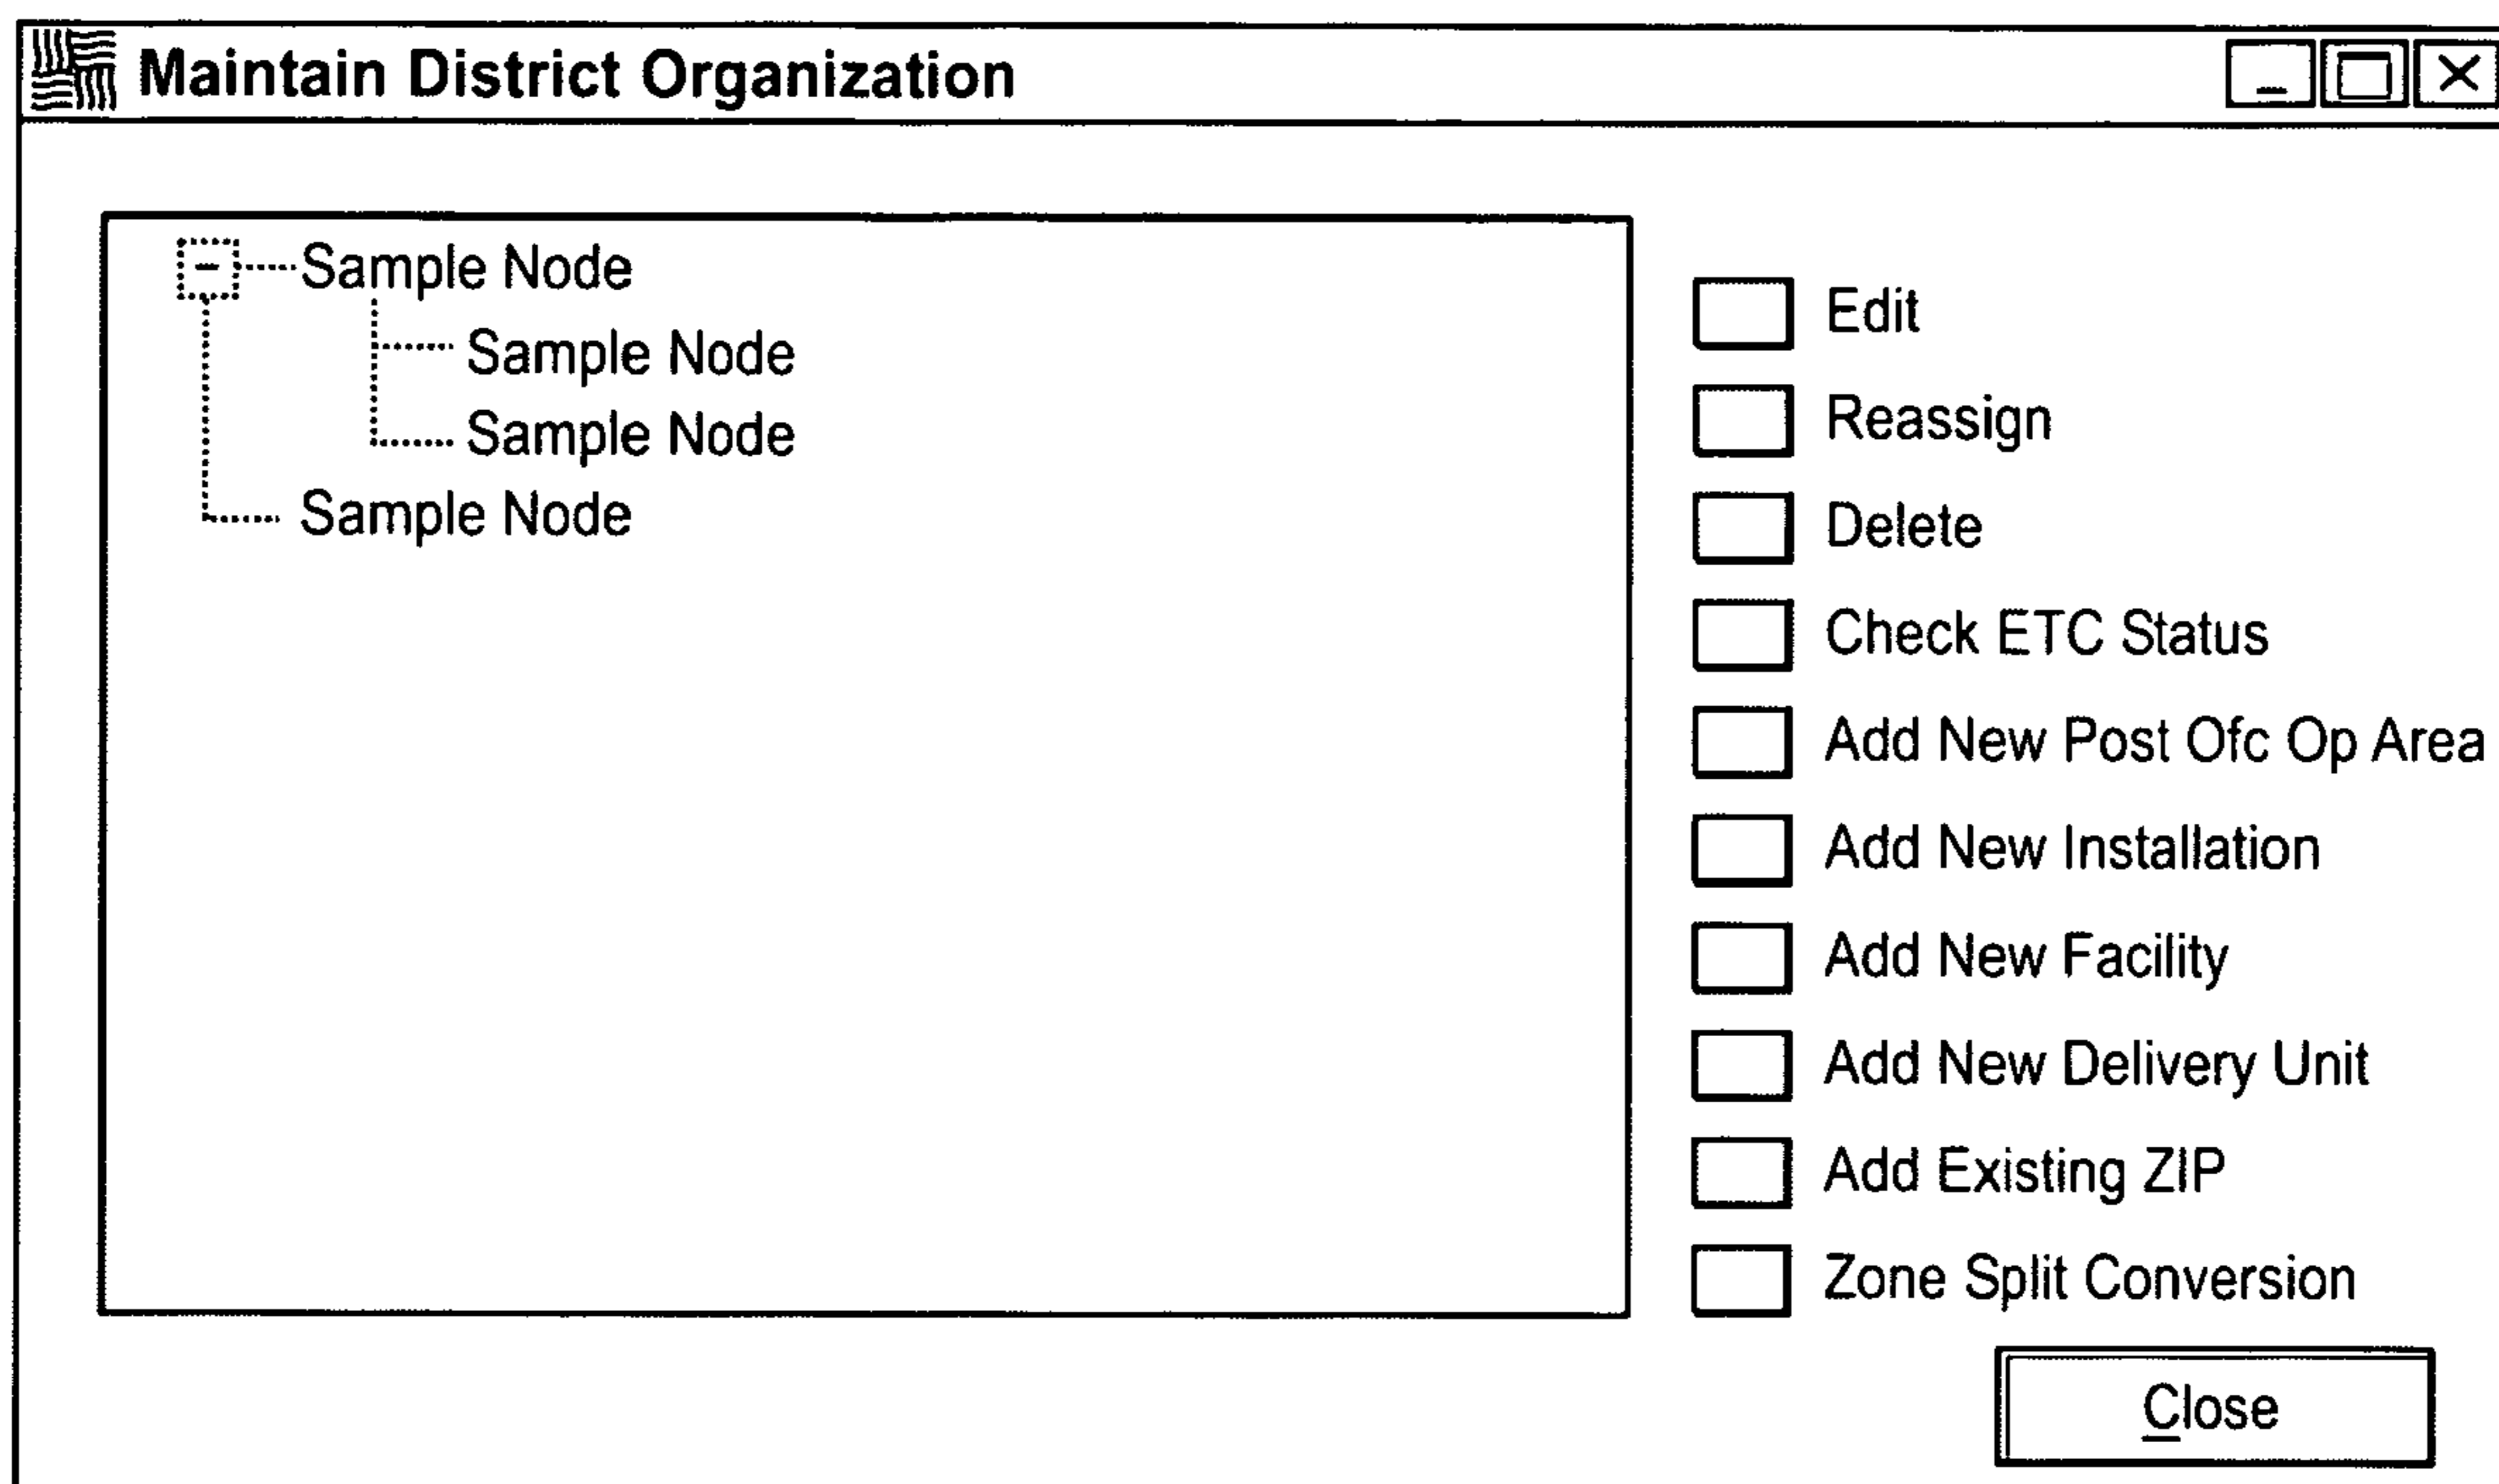 Maintain District Organization
Sample Node
Sample Node
Sample Node
Sample Node
Edit
Reassign
Delete
Check ETC Status
Add New Post Ofc Op Area
Add New Installation
Add New Facility
Add New Delivery Unit
Add Existing ZIP
Zone Split Conversion
Close